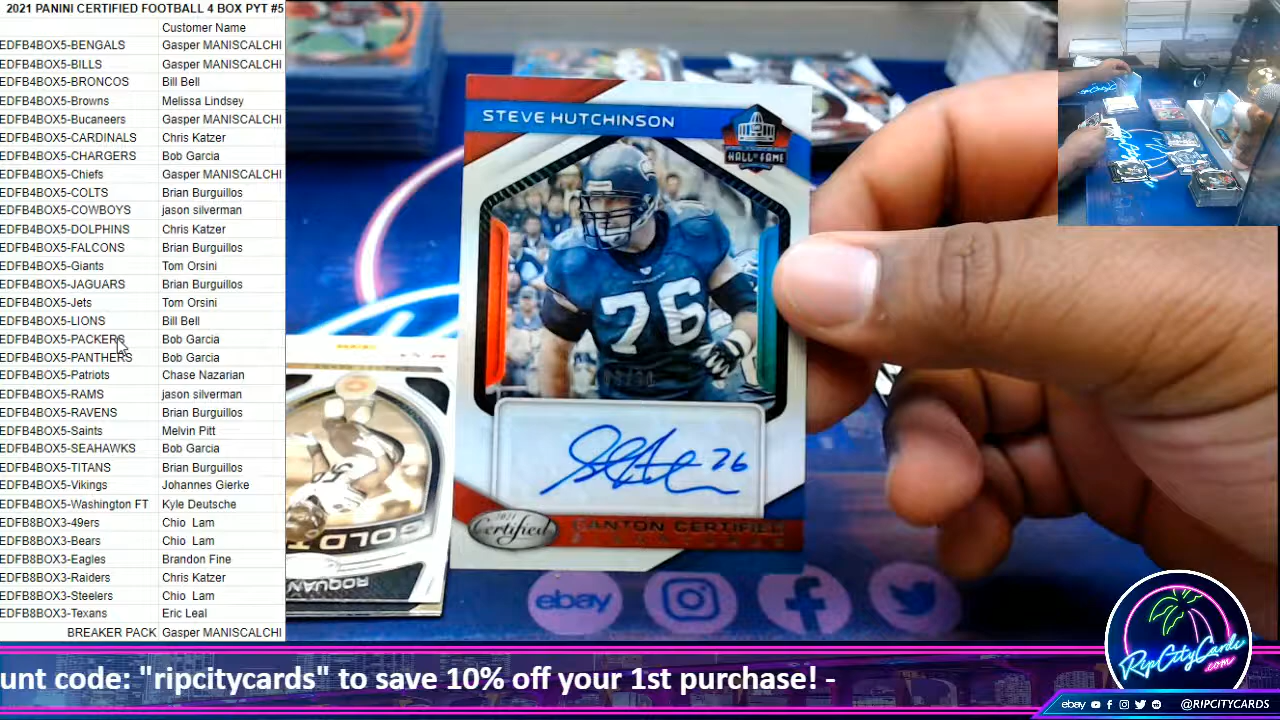 2021 PANINI CERTIFIED FOOTBALL 4 BOX PYT #5
Customer Name
EDFB4BOX5-BENGALS Gasper MANISCALCHI
EDFB4BOX5-BILLS Gasper MANISCALCHI
EDFB4BOX5-BRONCOS Bill Bell
EDFB4BOX5-Browns Melissa Lindsey
EDFB4BOX5-Bucaneers Gasper MANISCALCHI
EDFB4BOX5-CARDINALS Chris Katzer
EDFB4BOX5-CHARGERS Bob Garcia
EDFB4BOX5-Chiefs Gasper MANISCALCHI
EDFB4BOX5-COLTS Brian Burguillos
EDFB4BOX5-COWBOYS jason silverman
EDFB4BOX5-DOLPHINS Chris Katzer
EDFB4BOX5-FALCONS Brian Burguillos
EDFB4BOX5-Giants Tom Orsini
EDFB4BOX5-JAGUARS Brian Burguillos
EDFB4BOX5-Jets Tom Orsini
EDFB4BOX5-LIONS Bill Bell
EDFB4BOX5-PACKERS Bob Garcia
EDFB4BOX5-PANTHERS Bob Garcia
EDFB4BOX5-Patriots Chase Nazarian
EDFB4BOX5-RAMS jason silverman
EDFB4BOX5-RAVENS Brian Burguillos
EDFB4BOX5-Saints Melvin Pitt
EDFB4BOX5-SEAHAWKS Bob Garcia
EDFB4BOX5-TITANS Brian Burguillos
EDFB4BOX5-Vikings Johannes Gierke
EDFB4BOX5-Washington FT Kyle Deutsche
EDFB8BOX3-49ers Chio Lam
EDFB8BOX3-Bears Chio Lam
EDFB8BOX3-Eagles Brandon Fine
EDFB8BOX3-Raiders Chris Katzer
EDFB8BOX3-Steelers Chio Lam
EDFB8BOX3-Texans Eric Leal
BREAKER PACK Gasper MANISCALCHI
STEVE HUTCHINSON
HALL of FAME
76
76
2021
Certified
CANTON CERTIFIED
SIGNATURES
GOLD T
ROQUAN
ebay
RipCityCards
.com
unt code: "ripcitycards" to save 10% off your 1st purchase! -
ebay @RIPCITYCARDS